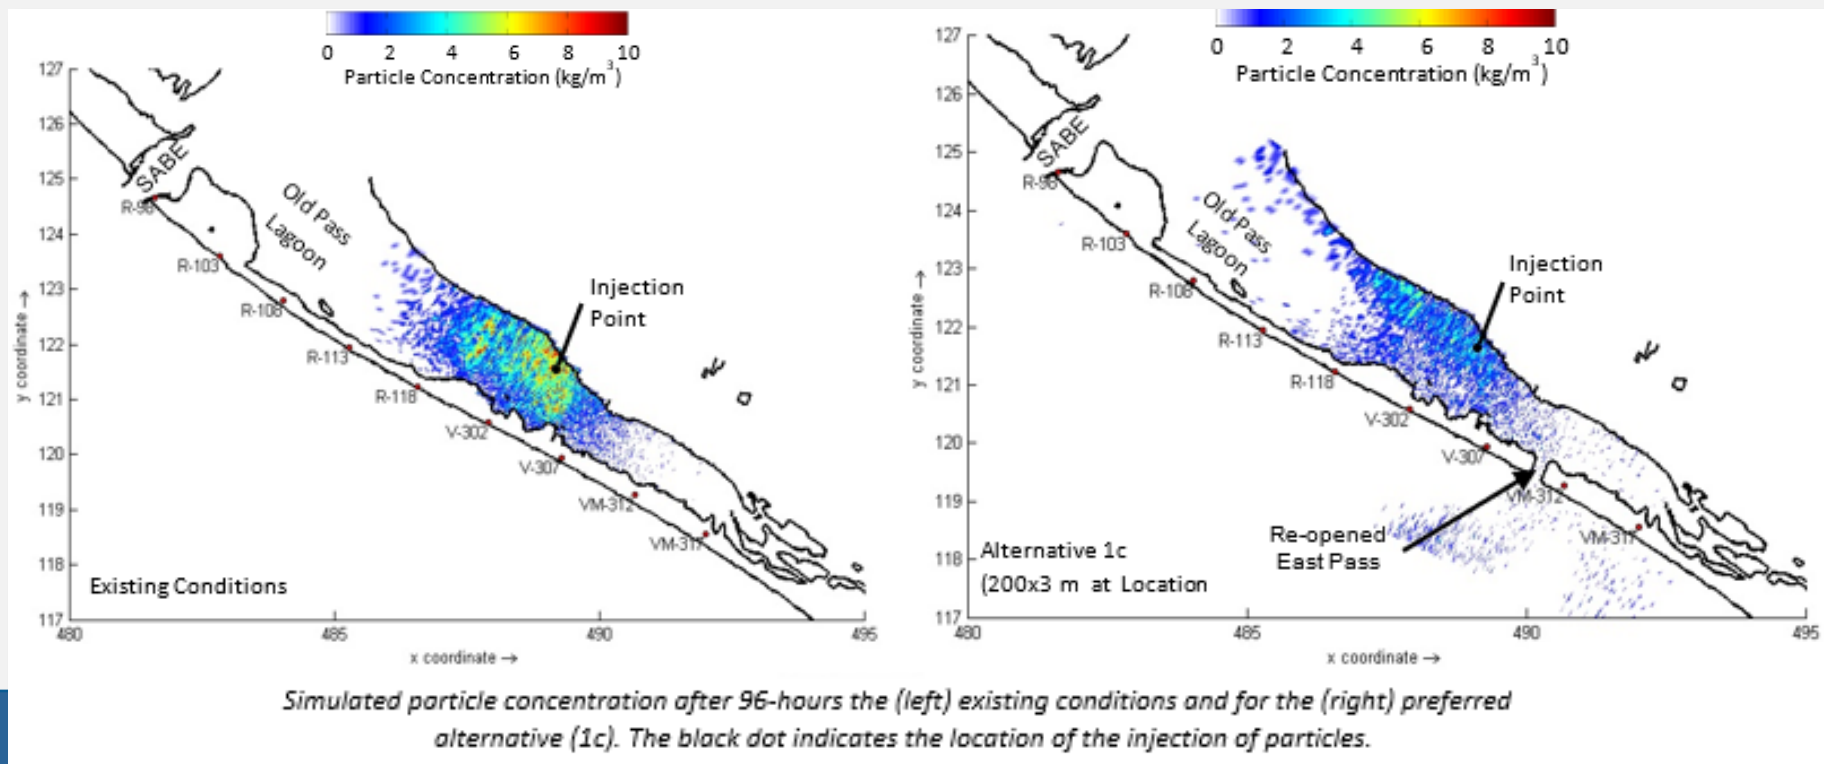 0 2 4 6 8 10
Particle Concentration (kg/m3)
127
126
125
124
123
122
121
120
119
118
117
y coordinate →
480 485 490 495
x coordinate →
SABE
Old Pass
Lagoon
Injection
Point
R-98
R-103
R-108
R-113
R-118
V-302
V-307
VM-312
VM-317
Existing Conditions
0 2 4 6 8 10
Particle Concentration (kg/m3)
127
126
125
124
123
122
121
120
119
118
117
y coordinate →
480 485 490 495
x coordinate →
SABE
Old Pass
Lagoon
Injection
Point
R-98
R-103
R-108
R-113
R-118
V-302
V-307
VM-312
VM-317
Re-opened
East Pass
Alternative 1c
(200x3 m at Location
Simulated particle concentration after 96-hours the (left) existing conditions and for the (right) preferred
alternative (1c). The black dot indicates the location of the injection of particles.